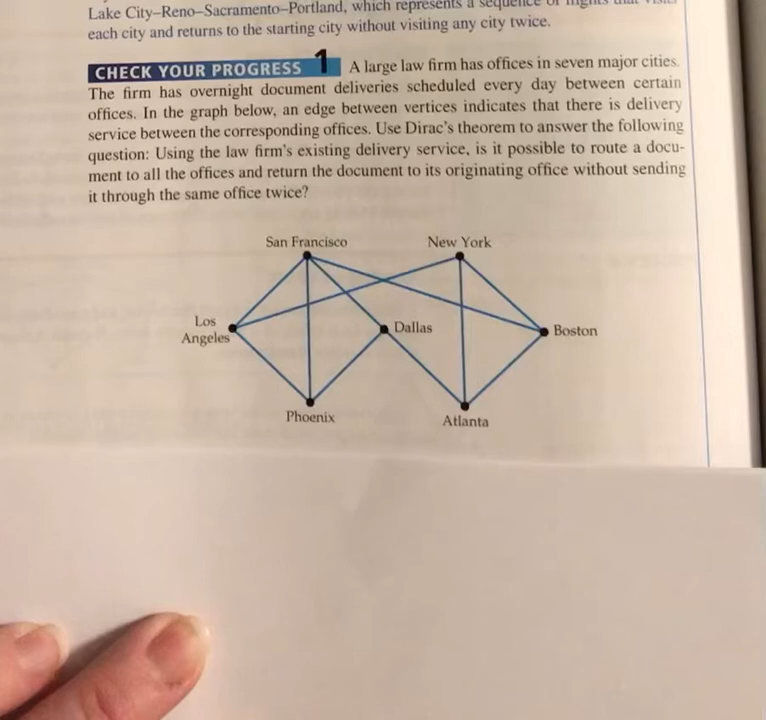 Lake City–Reno–Sacramento–Portland, which represents a sequence of flights that visits
each city and returns to the starting city without visiting any city twice.
CHECK YOUR PROGRESS 1 A large law firm has offices in seven major cities.
The firm has overnight document deliveries scheduled every day between certain
offices. In the graph below, an edge between vertices indicates that there is delivery
service between the corresponding offices. Use Dirac's theorem to answer the following
question: Using the law firm's existing delivery service, is it possible to route a docu-
ment to all the offices and return the document to its originating office without sending
it through the same office twice?
San Francisco
New York
Los
Angeles
Dallas
Boston
Phoenix
Atlanta